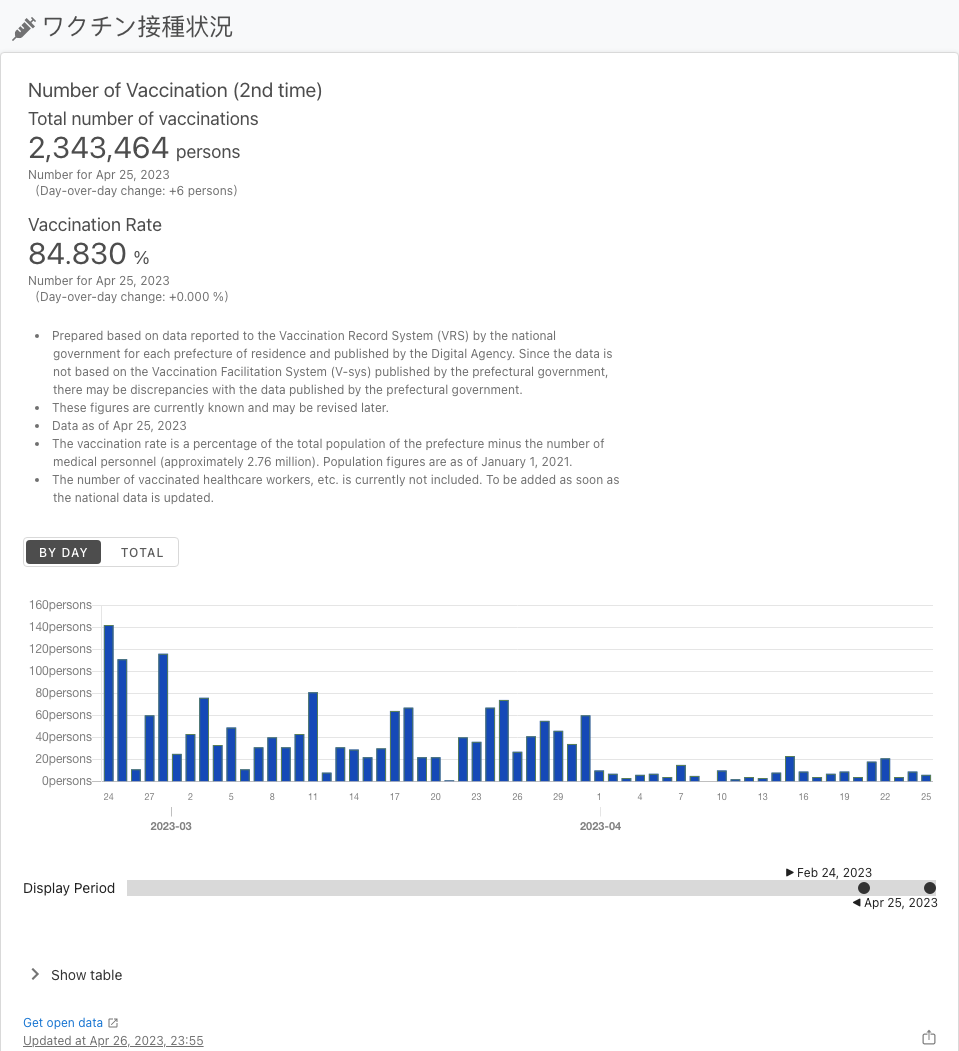 ワクチン接種状況
Number of Vaccination (2nd time)
Total number of vaccinations
2,343,464 persons
Number for Apr 25, 2023
(Day-over-day change: +6 persons)
Vaccination Rate
84.830 %
Number for Apr 25, 2023
(Day-over-day change: +0.000 %)
• Prepared based on data reported to the Vaccination Record System (VRS) by the national
government for each prefecture of residence and published by the Digital Agency. Since the data is
not based on the Vaccination Facilitation System (V-sys) published by the prefectural government,
there may be discrepancies with the data published by the prefectural government.
• These figures are currently known and may be revised later.
• Data as of Apr 25, 2023
• The vaccination rate is a percentage of the total population of the prefecture minus the number of
medical personnel (approximately 2.76 million). Population figures are as of January 1, 2021.
• The number of vaccinated healthcare workers, etc. is currently not included. To be added as soon as
the national data is updated.
BY DAY TOTAL
160persons
140persons
120persons
100persons
80persons
60persons
40persons
20persons
0persons
24 27 2 5 8 11 14 17 20 23 26 29 1 4 7 10 13 16 19 22 25
2023-03 2023-04
Feb 24, 2023
Display Period
Apr 25, 2023
Show table
Get open data
Updated at Apr 26, 2023, 23:55